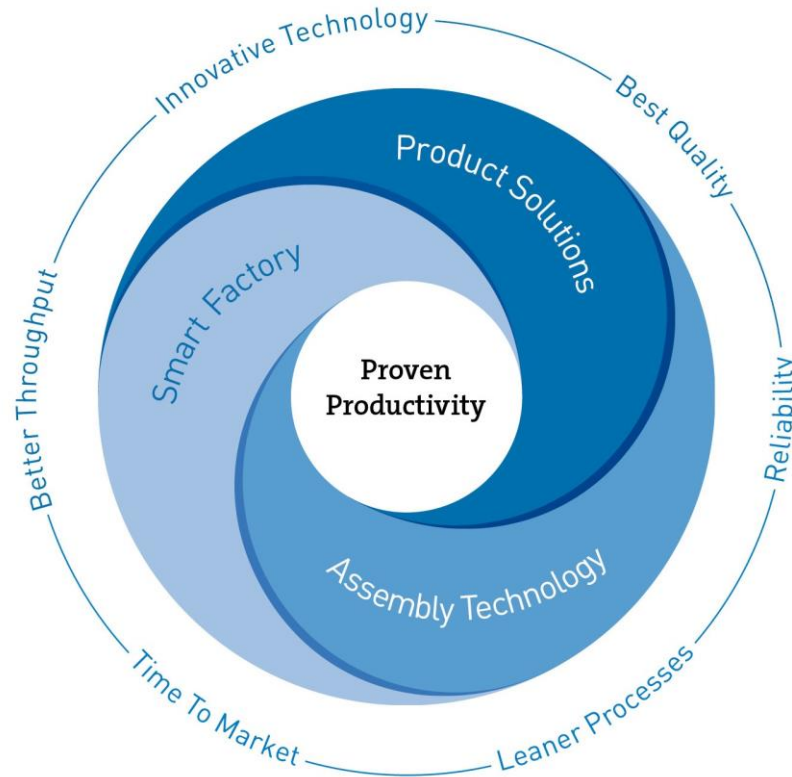 Innovative Technology
Best Quality
Reliability
Leaner Processes
Time To Market
Better Throughput
Product Solutions
Assembly Technology
Smart Factory
Proven
Productivity